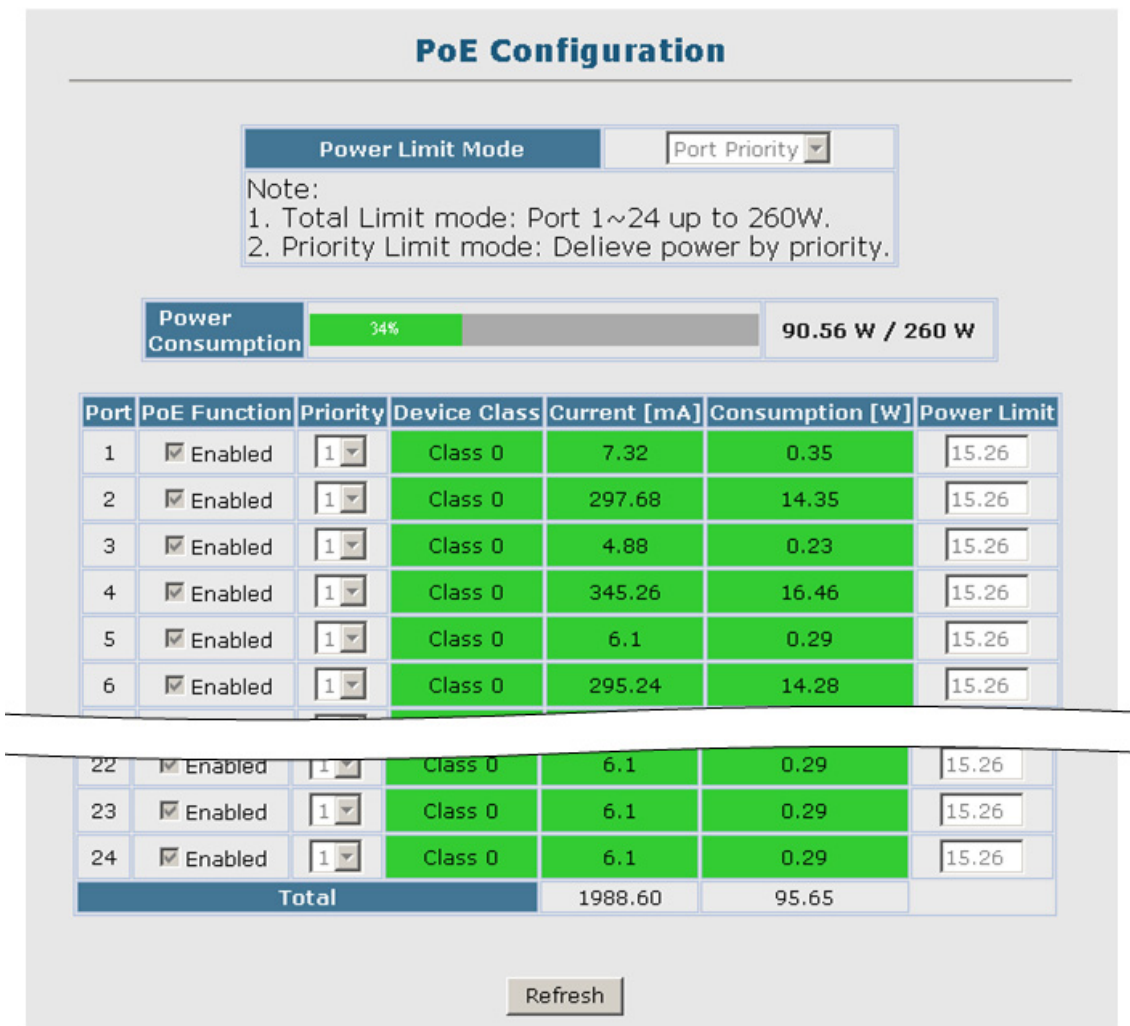 PoE Configuration
Power Limit Mode Port Priority
Note:
1. Total Limit mode: Port 1~24 up to 260W.
2. Priority Limit mode: Delieve power by priority.
Power
Consumption 34% 90.56 W / 260 W
Port PoE Function Priority Device Class Current [mA] Consumption [W] Power Limit
1 Enabled 1 Class 0 7.32 0.35 15.26
2 Enabled 1 Class 0 297.68 14.35 15.26
3 Enabled 1 Class 0 4.88 0.23 15.26
4 Enabled 1 Class 0 345.26 16.46 15.26
5 Enabled 1 Class 0 6.1 0.29 15.26
6 Enabled 1 Class 0 295.24 14.28 15.26
22 Enabled 1 Class 0 6.1 0.29 15.26
23 Enabled 1 Class 0 6.1 0.29 15.26
24 Enabled 1 Class 0 6.1 0.29 15.26
Total 1988.60 95.65
Refresh